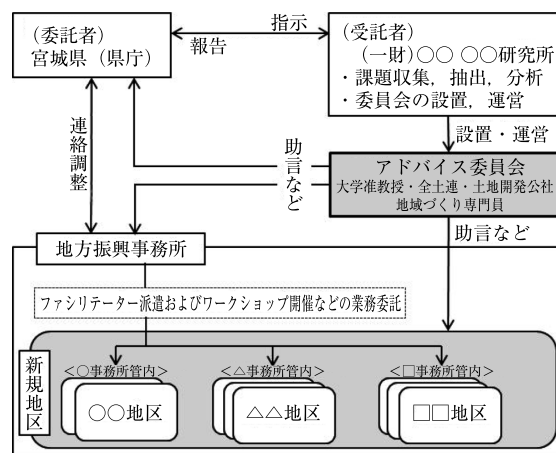 （委託者）
宮城県（県庁）
指示
報告
（受託者）
（一財）○○ ○○研究所
・課題収集，抽出，分析
・委員会の設置，運営
連絡調整
助言など
設置・運営
アドバイス委員会
大学准教授・全土連・土地開発公社
地域づくり専門員
助言など
地方振興事務所
ファシリテーター派遣およびワークショップ開催などの業務委託
新規地区
＜○事務所管内＞
＜△事務所管内＞
＜□事務所管内＞
○○地区
△△地区
□□地区